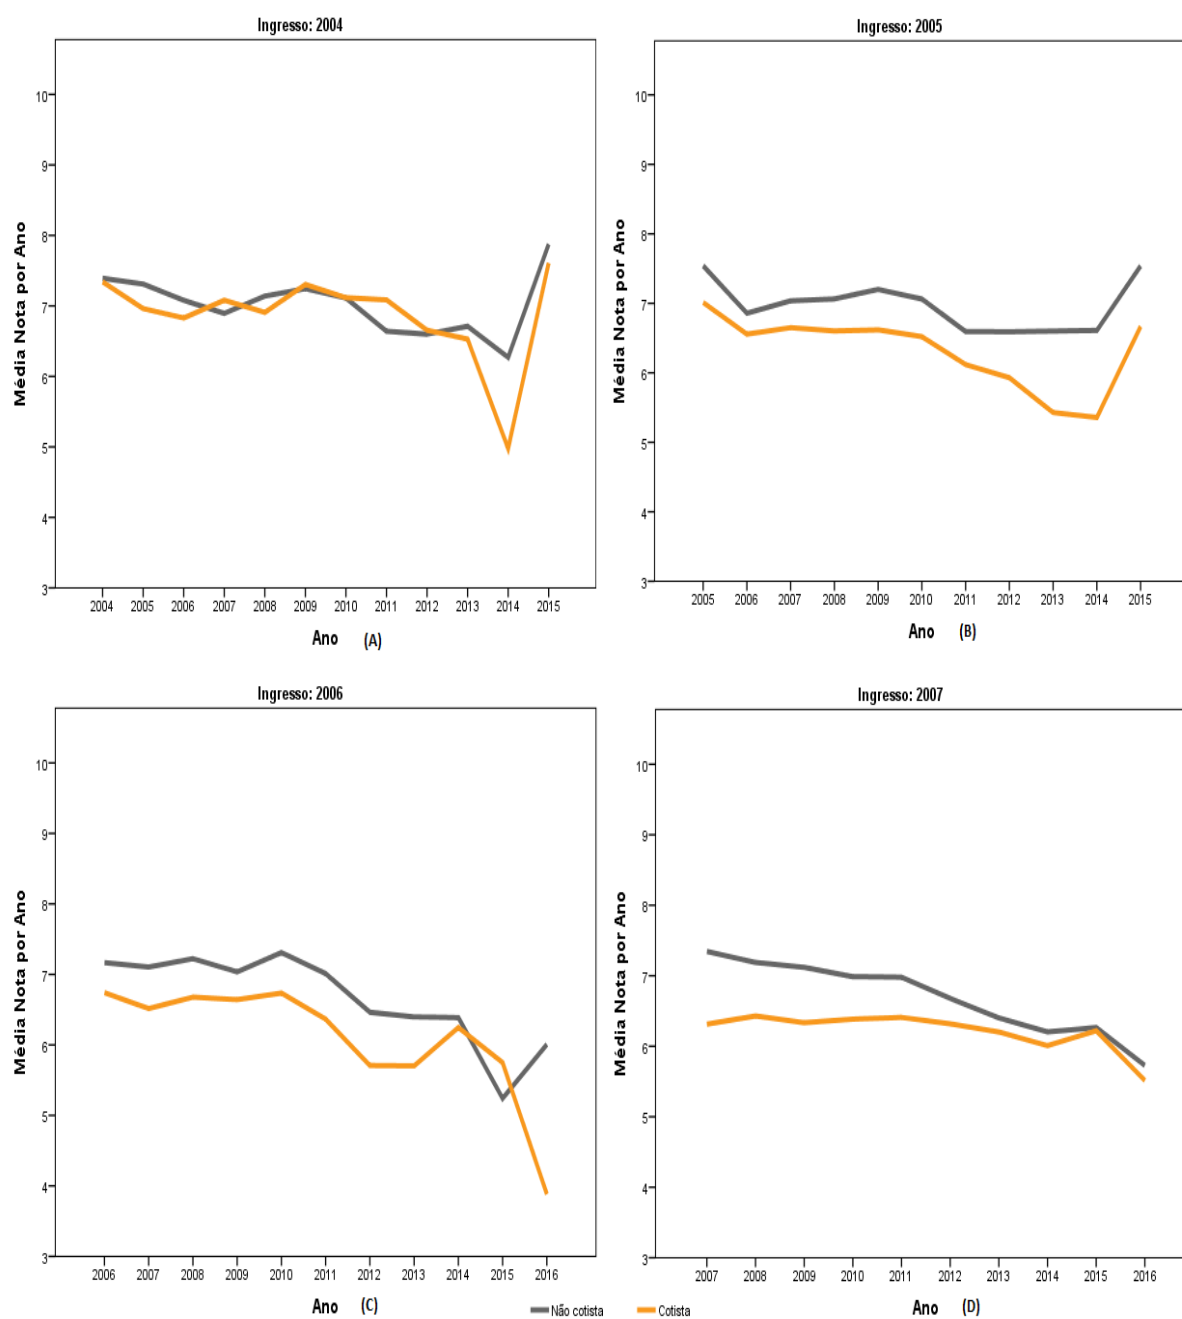 Ingresso: 2004
Média Nota por Ano
10
9
8
7
6
5
4
3
2004 2005 2006 2007 2008 2009 2010 2011 2012 2013 2014 2015
Ano (A)
Ingresso: 2005
Média Nota por Ano
10
9
8
7
6
5
4
3
2005 2006 2007 2008 2009 2010 2011 2012 2013 2014 2015
Ano (B)
Ingresso: 2006
Média Nota por Ano
10
9
8
7
6
5
4
3
2006 2007 2008 2009 2010 2011 2012 2013 2014 2015 2016
Ano (C)
Ingresso: 2007
Média Nota por Ano
10
9
8
7
6
5
4
3
2007 2008 2009 2010 2011 2012 2013 2014 2015 2016
Ano (D)
Não cotista Cotista